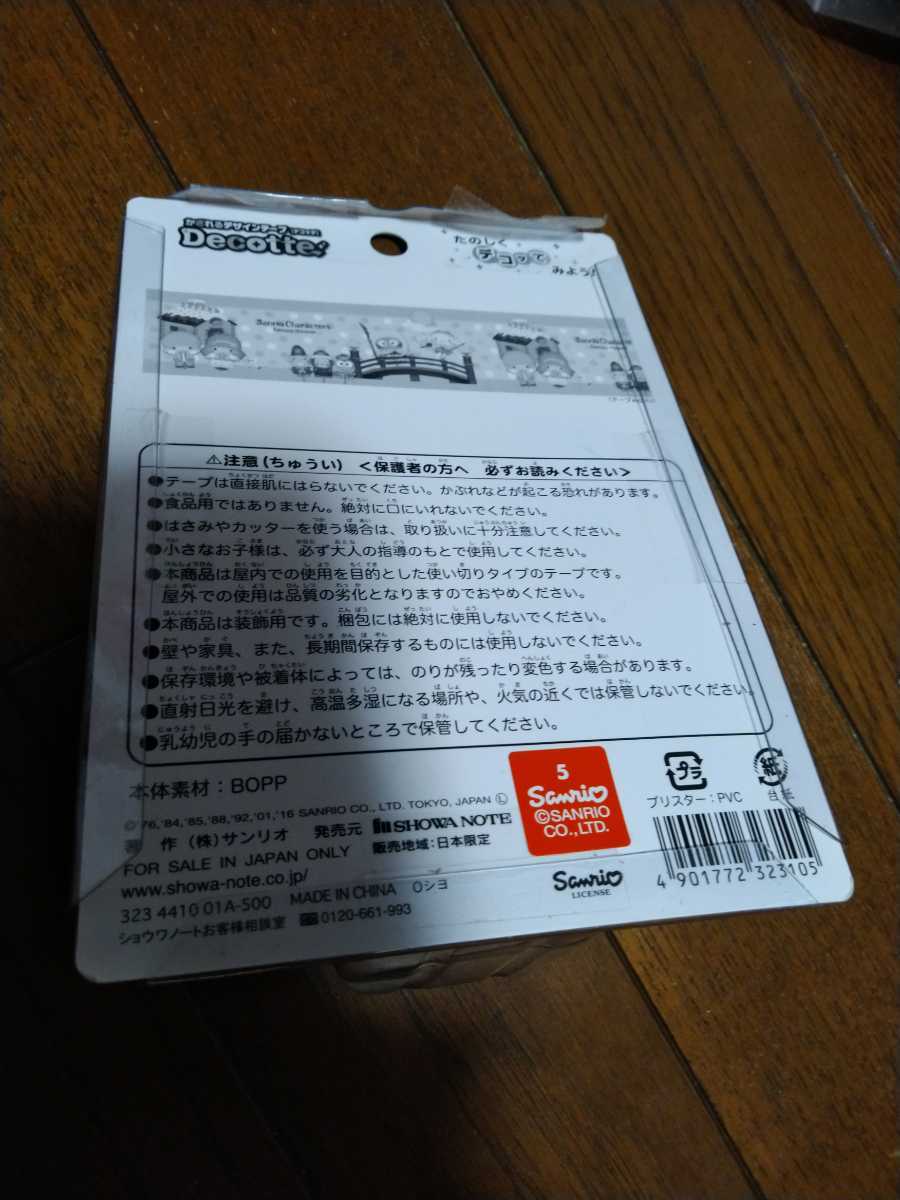 かざれるデザインテープ［デコッテ］
Decotte!
たのしく
デコッて
みよう!
Sanrio Characters
Sanrio Characters
⚠注意(ちゅうい) <保護者の方へ 必ずお読みください>
●テープは直接肌にはらないでください。かぶれなどが起こる恐れがあります。
●食品用ではありません。絶対に口にいれないでください。
●はさみやカッターを使う場合は、取り扱いに十分注意してください。
●小さなお子様は、必ず大人の指導のもとで使用してください。
●本商品は屋内での使用を目的とした使い切りタイプのテープです。
屋外での使用は品質の劣化となりますのでおやめください。
●本商品は装飾用です。梱包には絶対に使用しないでください。
●壁や家具、また、長期間保存するものには使用しないでください。
●保存環境や被着体によっては、のりが残ったり変色する場合があります。
●直射日光を避け、高温多湿になる場所や、火気の近くでは保管しないでください。
●乳幼児の手の届かないところで保管してください。
本体素材：BOPP
©'76,'84,'85,'88,'92,'01,'16 SANRIO CO., LTD. TOKYO, JAPAN Ⓛ
著 作 (株)サンリオ 発売元 SHOWA NOTE
FOR SALE IN JAPAN ONLY 販売地域：日本限定
www.showa-note.co.jp/
323 4410 01A-500 MADE IN CHINA Oシヨ
ショウワノートお客様相談室 0120-661-993
5
Sanrio
©SANRIO
CO., LTD.
Sanrio
LICENSE
プラ
ブリスター：PVC
紙
台紙
4 901772 323105